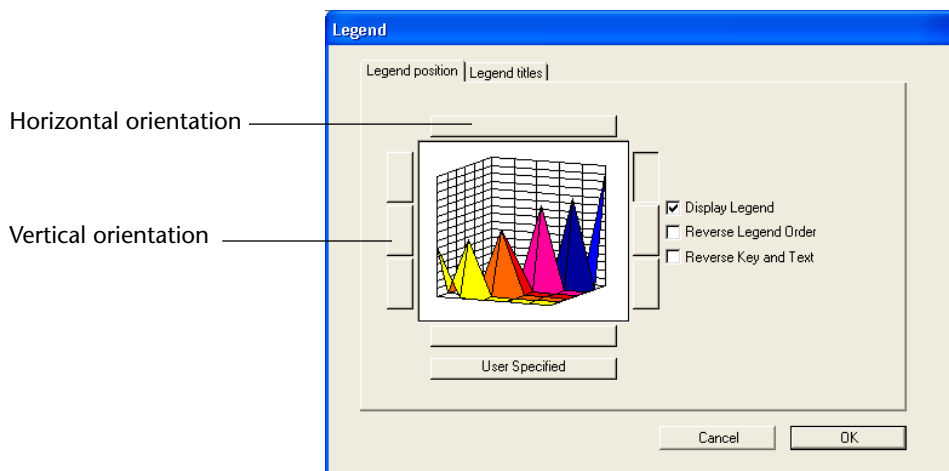 Legend
Legend position
Legend titles
Horizontal orientation
Vertical orientation
Display Legend
Reverse Legend Order
Reverse Key and Text
User Specified
Cancel
OK